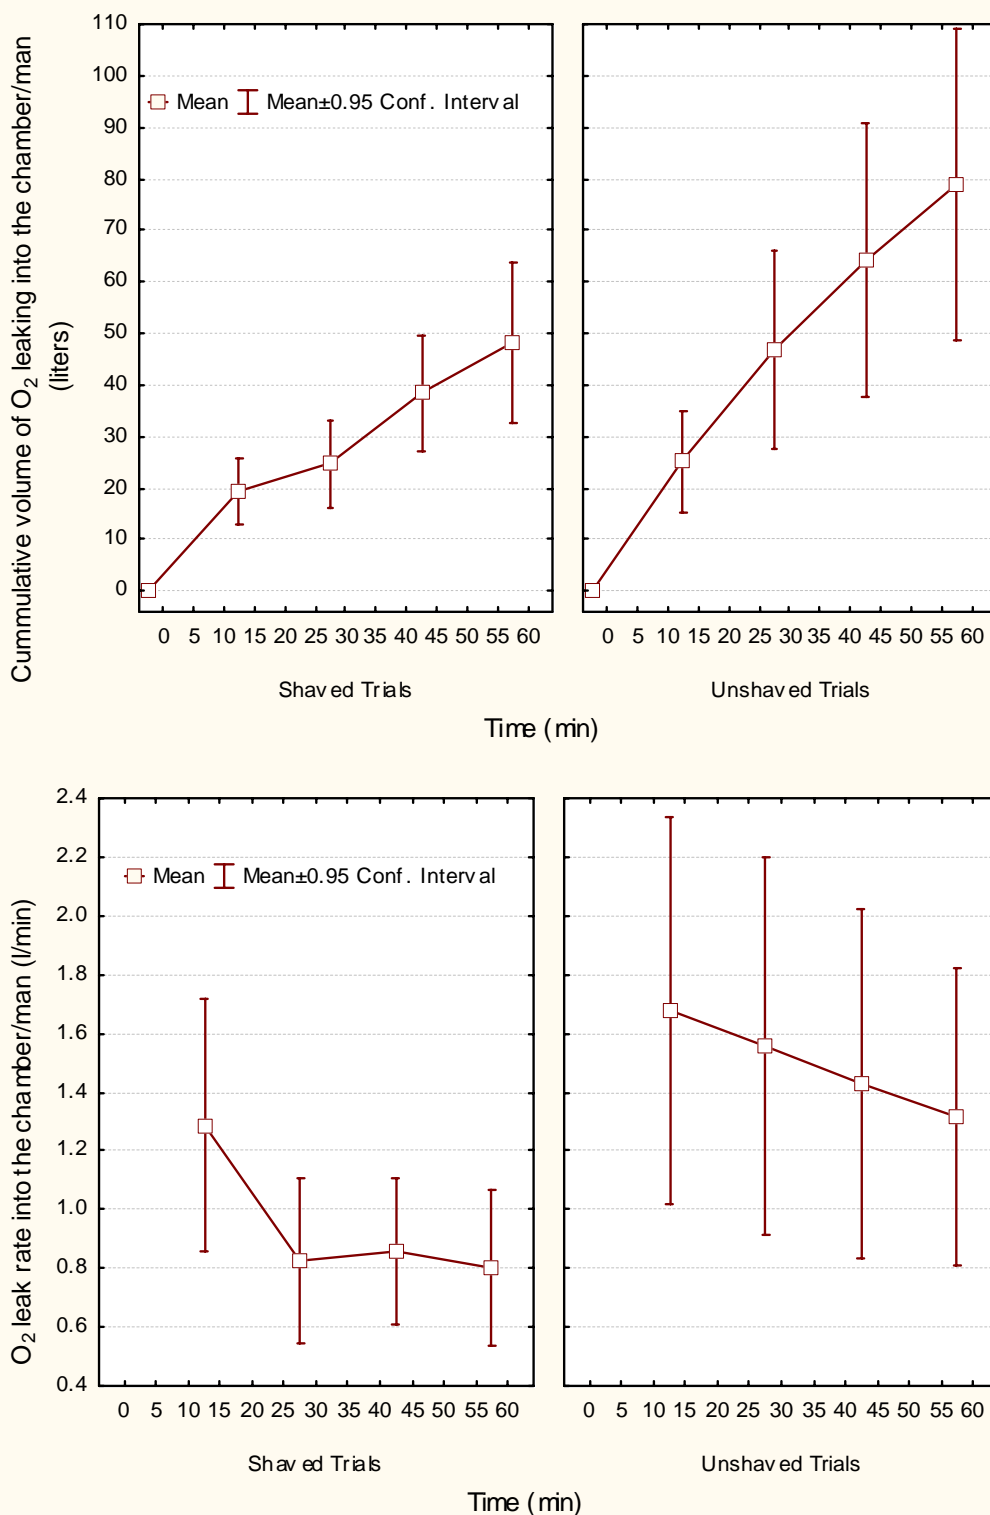 Cummulative volume of O2 leaking into the chamber/man
(liters)
110
100
90
80
70
60
50
40
30
20
10
0
Mean Mean±0.95 Conf. Interval
0 5 10 15 20 25 30 35 40 45 50 55 60
0 5 10 15 20 25 30 35 40 45 50 55 60
Shaved Trials
Unshaved Trials
Time (min)
O2 leak rate into the chamber/man (l/min)
2.4
2.2
2.0
1.8
1.6
1.4
1.2
1.0
0.8
0.6
0.4
Mean Mean±0.95 Conf. Interval
0 5 10 15 20 25 30 35 40 45 50 55 60
0 5 10 15 20 25 30 35 40 45 50 55 60
Shaved Trials
Unshaved Trials
Time (min)